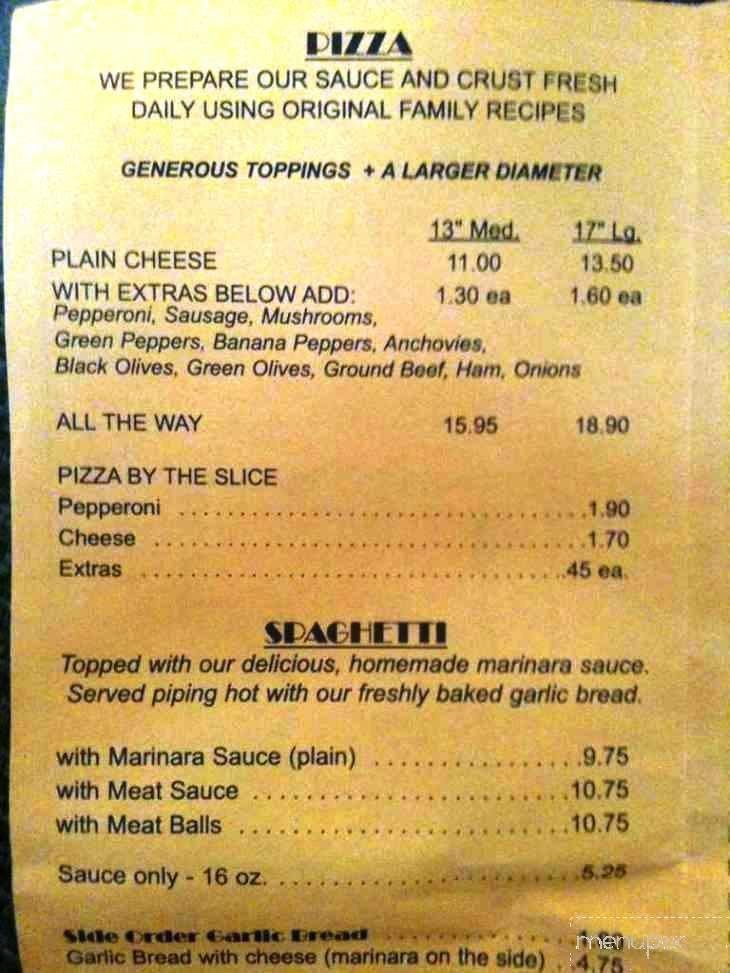 PIZZA
WE PREPARE OUR SAUCE AND CRUST FRESH
DAILY USING ORIGINAL FAMILY RECIPES
GENEROUS TOPPINGS + A LARGER DIAMETER
13" Med. 17" Lg.
PLAIN CHEESE 11.00 13.50
WITH EXTRAS BELOW ADD: 1.30 ea 1.60 ea
Pepperoni, Sausage, Mushrooms,
Green Peppers, Banana Peppers, Anchovies,
Black Olives, Green Olives, Ground Beef, Ham, Onions
ALL THE WAY 15.95 18.90
PIZZA BY THE SLICE
Pepperoni ................................1.90
Cheese ..................................1.70
Extras ..................................45 ea.
SPAGHETTI
Topped with our delicious, homemade marinara sauce.
Served piping hot with our freshly baked garlic bread.
with Marinara Sauce (plain) ................9.75
with Meat Sauce ........................10.75
with Meat Balls .........................10.75
Sauce only - 16 oz. .......................5.25
Side Order Garlic Bread
Garlic Bread with cheese (marinara on the side) ..4.75
menupix